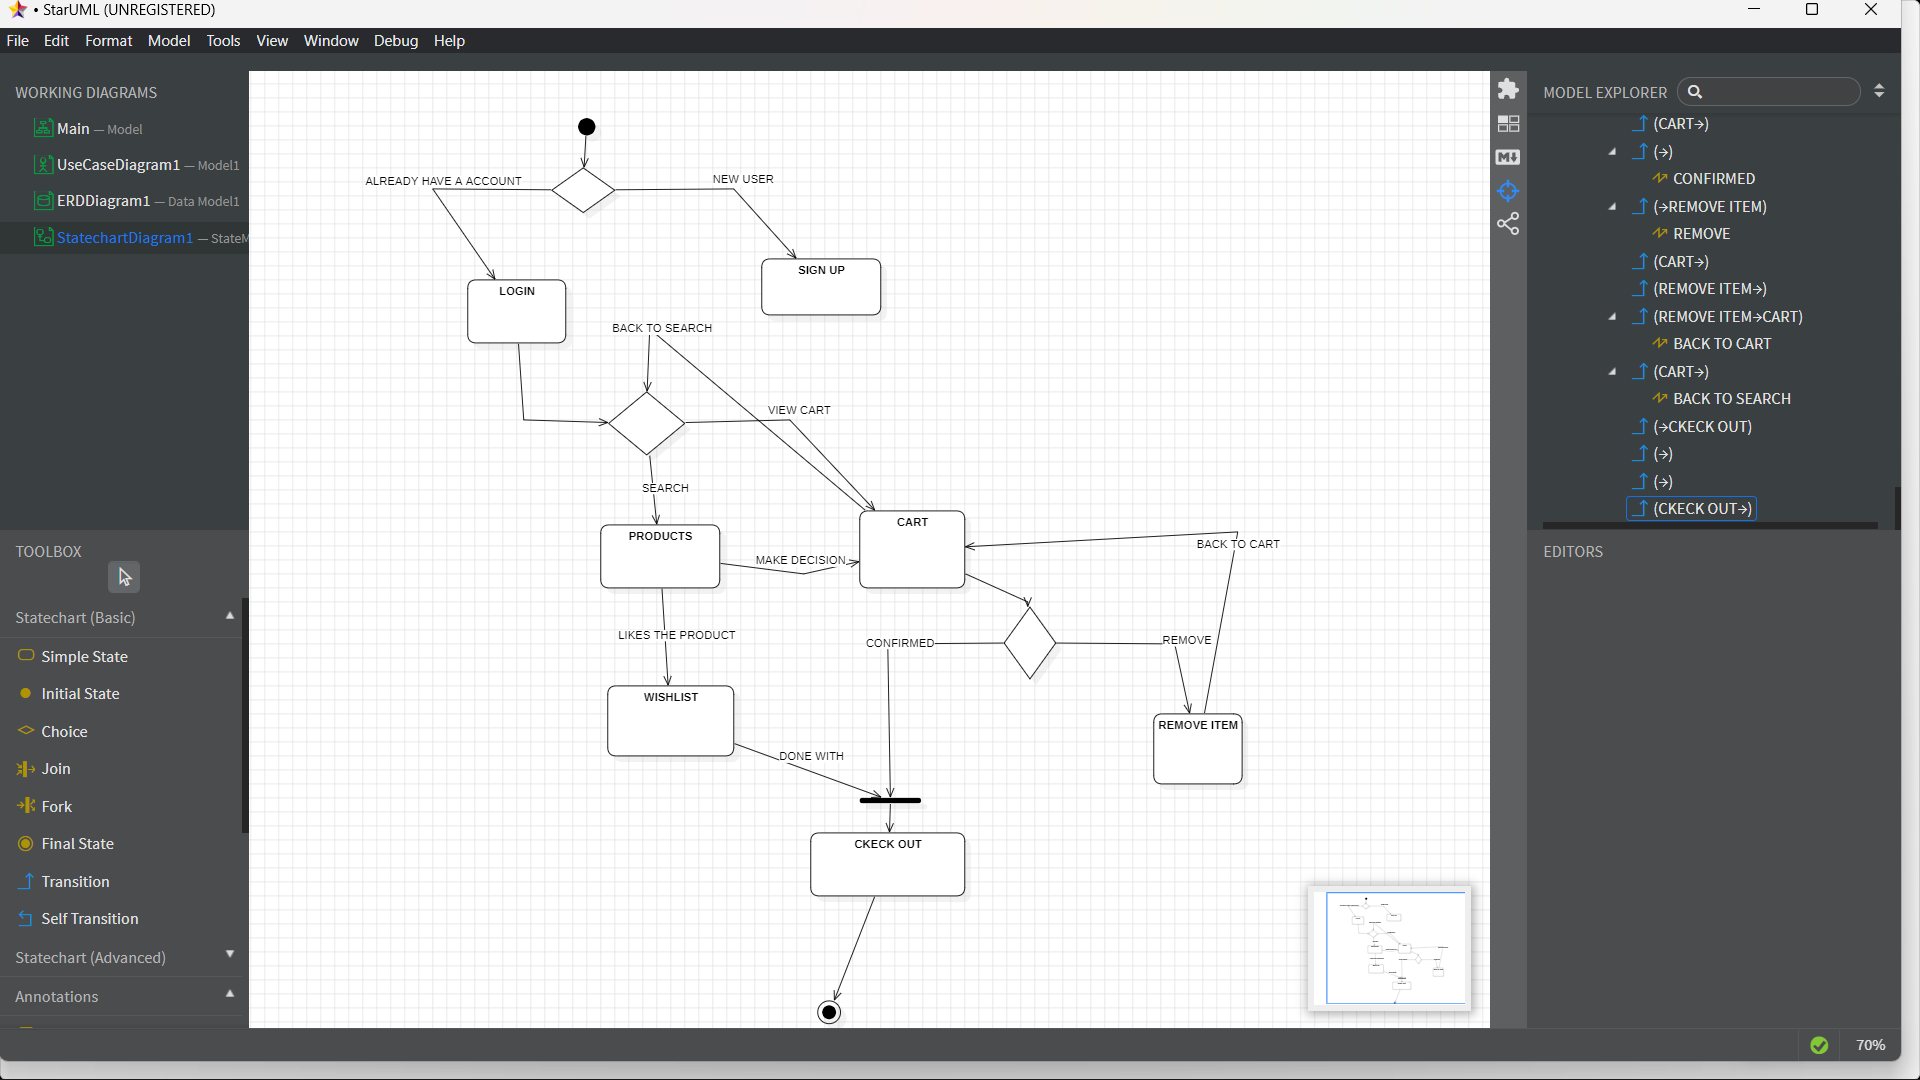 • StarUML (UNREGISTERED)
File Edit Format Model Tools View Window Debug Help
WORKING DIAGRAMS
Main — Model
UseCaseDiagram1 — Model1
ERDDiagram1 — Data Model1
StatechartDiagram1 — StateM
TOOLBOX
Statechart (Basic)
Simple State
Initial State
Choice
Join
Fork
Final State
Transition
Self Transition
Statechart (Advanced)
Annotations
ALREADY HAVE A ACCOUNT
NEW USER
SIGN UP
LOGIN
BACK TO SEARCH
VIEW CART
SEARCH
CART
PRODUCTS
BACK TO CART
MAKE DECISION
LIKES THE PRODUCT
CONFIRMED
REMOVE
WISHLIST
REMOVE ITEM
DONE WITH
CKECK OUT
M↓
MODEL EXPLORER
(CART→)
(→)
CONFIRMED
(→REMOVE ITEM)
REMOVE
(CART→)
(REMOVE ITEM→)
(REMOVE ITEM→CART)
BACK TO CART
(CART→)
BACK TO SEARCH
(→CKECK OUT)
(→)
(→)
(CKECK OUT→)
EDITORS
70%